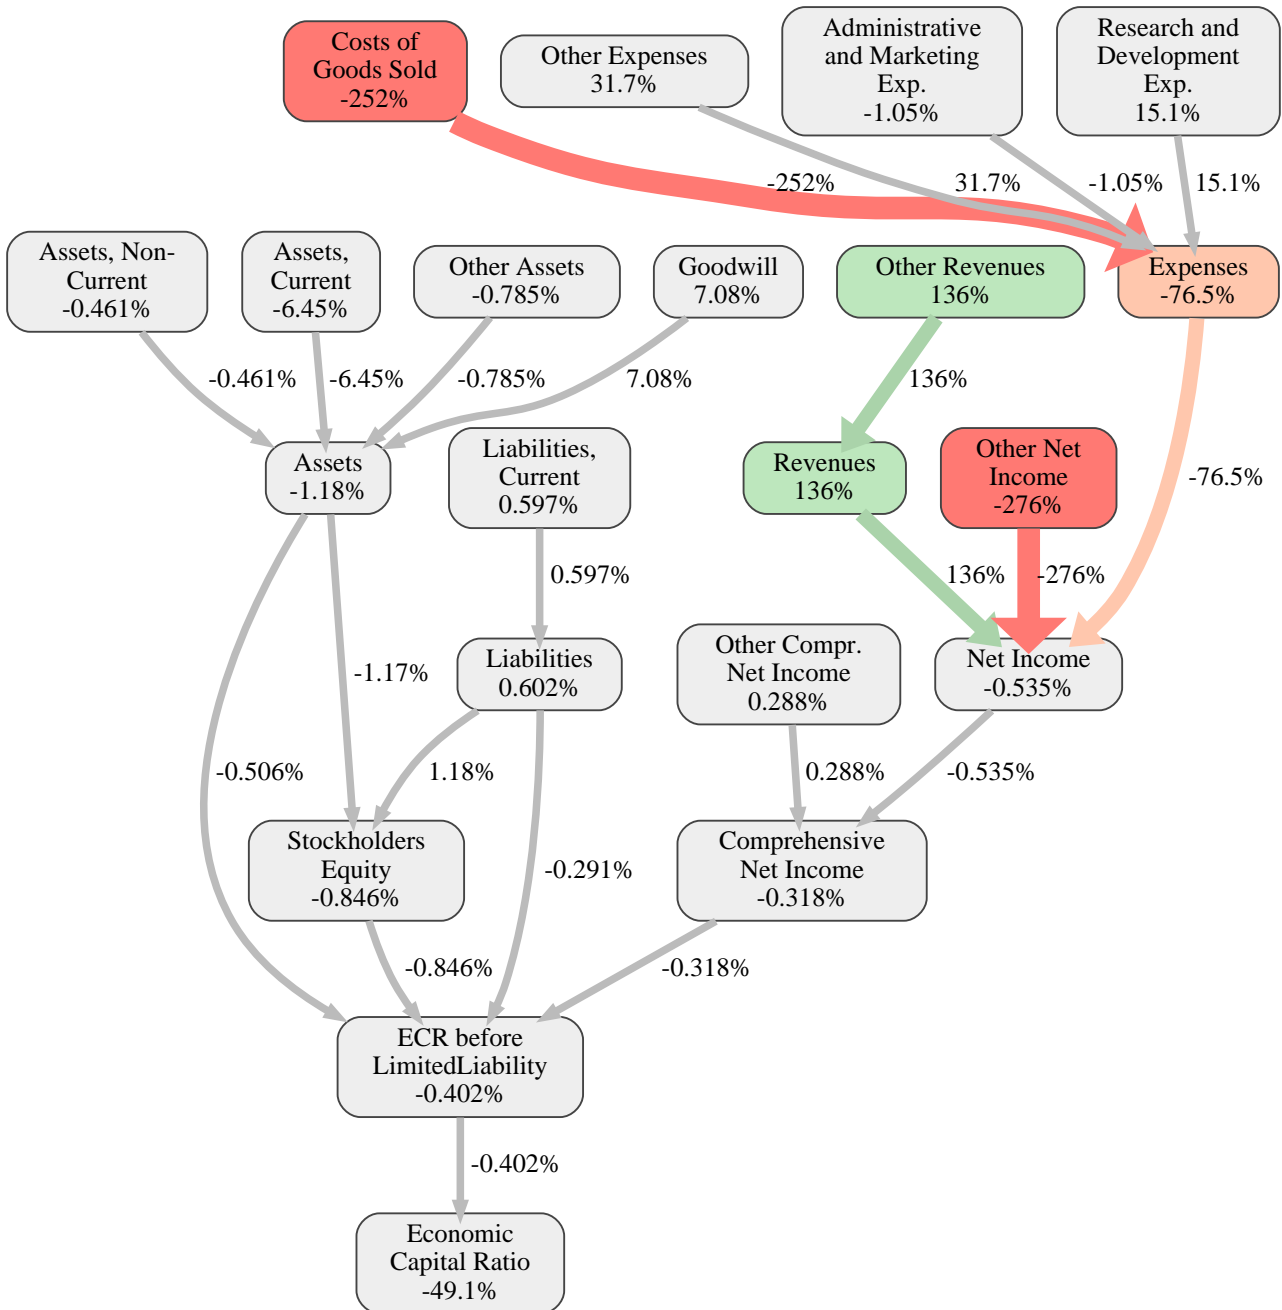 Costs of
Goods Sold
-252%
Other Expenses
31.7%
Administrative
and Marketing
Exp.
-1.05%
Research and
Development
Exp.
15.1%
-252%
31.7%
-1.05%
15.1%
Assets, Non-
Current
-0.461%
Assets,
Current
-6.45%
Other Assets
-0.785%
Goodwill
7.08%
Other Revenues
136%
Expenses
-76.5%
-0.461%
-6.45%
-0.785%
7.08%
136%
-76.5%
Assets
-1.18%
Liabilities,
Current
0.597%
Revenues
136%
Other Net
Income
-276%
0.597%
136%
-276%
-1.17%
Liabilities
0.602%
Other Compr.
Net Income
0.288%
Net Income
-0.535%
-0.506%
1.18%
0.288%
-0.535%
Stockholders
Equity
-0.846%
-0.291%
Comprehensive
Net Income
-0.318%
-0.846%
-0.318%
ECR before
LimitedLiability
-0.402%
-0.402%
Economic
Capital Ratio
-49.1%